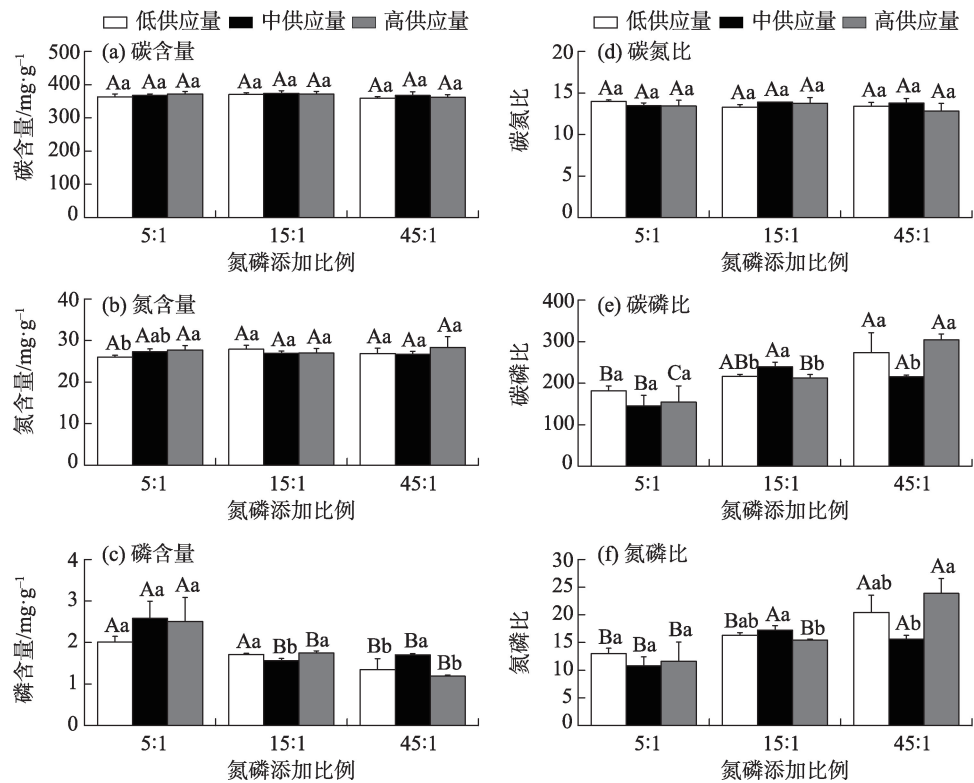 低供应量 中供应量 高供应量
(a) 碳含量
碳含量/mg·g⁻¹
500
400
300
200
100
0
Aa Aa Aa Aa Aa Aa Aa Aa Aa
5:1 15:1 45:1
氮磷添加比例
(b) 氮含量
氮含量/mg·g⁻¹
40
30
20
10
0
Ab Aab Aa Aa Aa Aa Aa Aa Aa
5:1 15:1 45:1
氮磷添加比例
(c) 磷含量
磷含量/mg·g⁻¹
4
3
2
1
0
Aa Aa Aa Aa Bb Ba Bb Ba Bb
5:1 15:1 45:1
氮磷添加比例
低供应量 中供应量 高供应量
(d) 碳氮比
碳氮比
20
15
10
5
0
Aa Aa Aa Aa Aa Aa Aa Aa Aa
5:1 15:1 45:1
氮磷添加比例
(e) 碳磷比
碳磷比
400
300
200
100
0
Ba Ba Ca ABb Aa Bb Aa Ab Aa
5:1 15:1 45:1
氮磷添加比例
(f) 氮磷比
氮磷比
30
25
20
15
10
5
0
Ba Ba Ba Bab Aa Bb Aab Ab Aa
5:1 15:1 45:1
氮磷添加比例